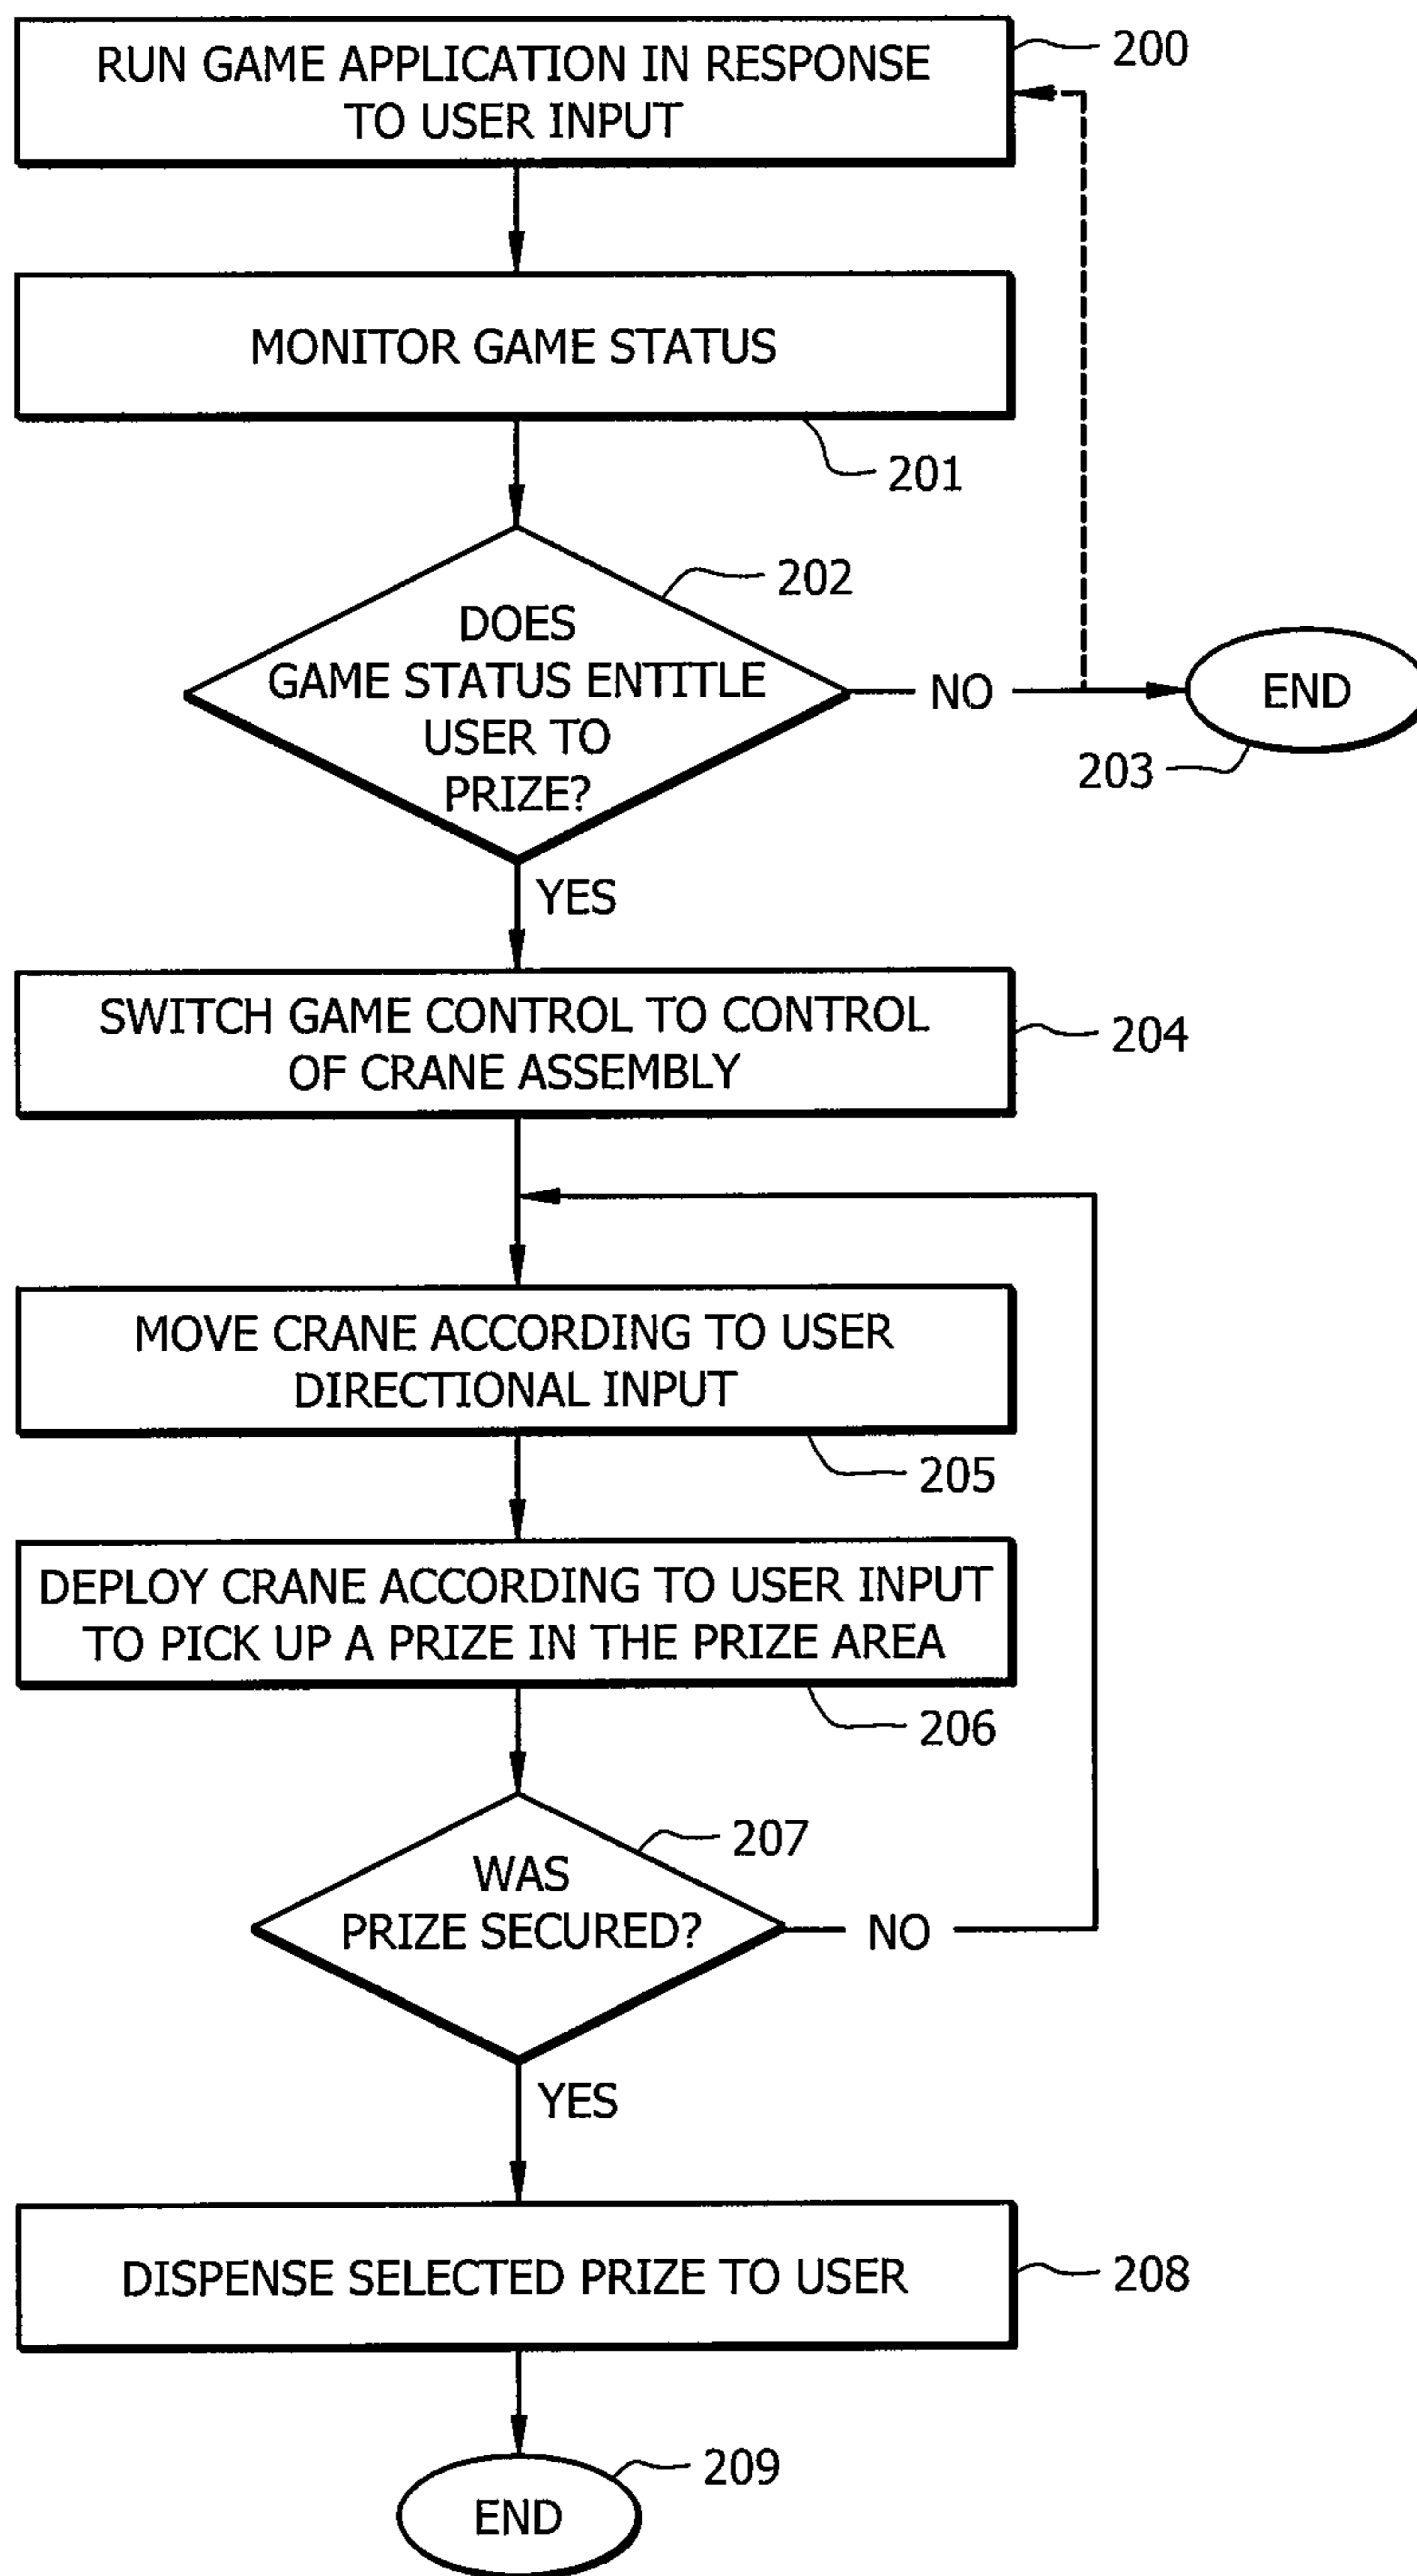 RUN GAME APPLICATION IN RESPONSE
TO USER INPUT
200
MONITOR GAME STATUS
201
202
DOES
GAME STATUS ENTITLE
USER TO
PRIZE?
NO
END
203
YES
SWITCH GAME CONTROL TO CONTROL
OF CRANE ASSEMBLY
204
MOVE CRANE ACCORDING TO USER
DIRECTIONAL INPUT
205
DEPLOY CRANE ACCORDING TO USER INPUT
TO PICK UP A PRIZE IN THE PRIZE AREA
206
207
WAS
PRIZE SECURED?
NO
YES
DISPENSE SELECTED PRIZE TO USER
208
209
END